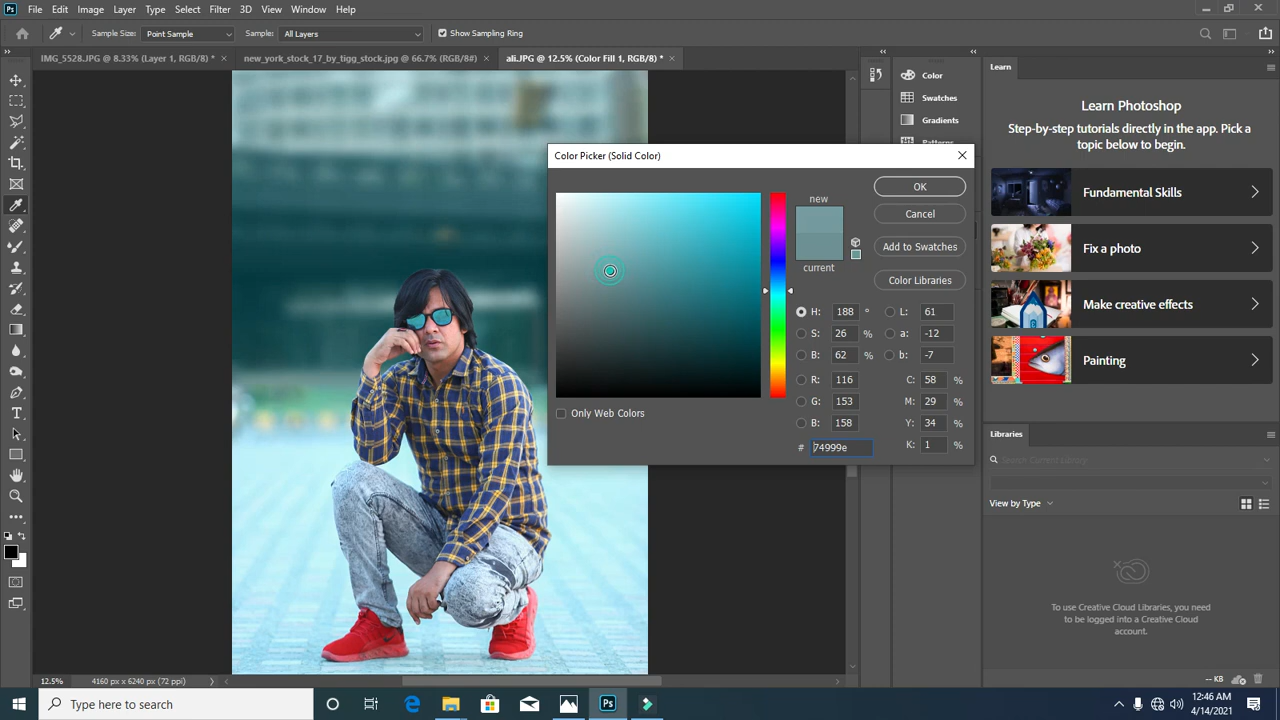 Ps File Edit Image Layer Type Select Filter 3D View Window Help
Sample Size: Point Sample Sample: All Layers Show Sampling Ring
IMG_5528.JPG @ 8.33% (Layer 1, RGB/8) * × new_york_stock_17_by_tigg_stock.jpg @ 66.7% (RGB/8#) × ali.JPG @ 12.5% (Color Fill 1, RGB/8) * ×
Color
Swatches
Gradients
Patterns
Learn
Learn Photoshop
Step-by-step tutorials directly in the app. Pick a
topic below to begin.
Fundamental Skills
Fix a photo
Make creative effects
Painting
Color Picker (Solid Color)
new
current
OK
Cancel
Add to Swatches
Color Libraries
H: 188 ° L: 61
S: 26 % a: -12
B: 62 % b: -7
R: 116 C: 58 %
G: 153 M: 29 %
B: 158 Y: 34 %
# 74999e K: 1 %
Only Web Colors
Libraries
Search Current Library
View by Type
To use Creative Cloud Libraries, you need
to be logged into a Creative Cloud
account.
-- KB
12.5% 4160 px x 6240 px (72 ppi)
Type here to search
Ps
12:46 AM
4/14/2021